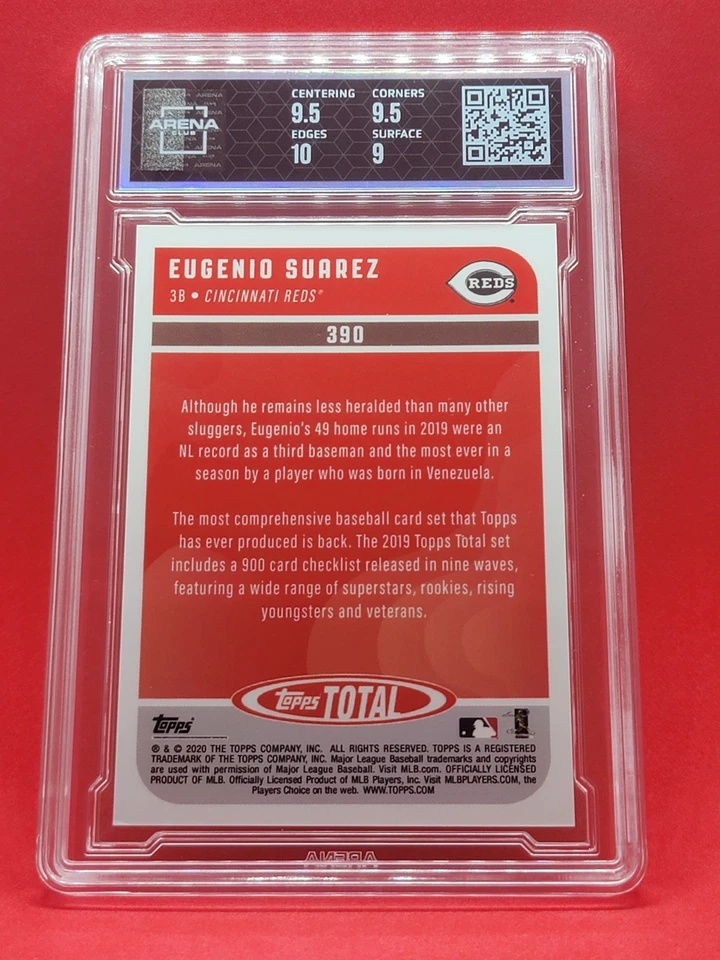 ARENA
CLUB
CENTERING CORNERS
9.5 9.5
EDGES SURFACE
10 9
EUGENIO SUAREZ
3B • CINCINNATI REDS®
REDS
390
Although he remains less heralded than many other
sluggers, Eugenio's 49 home runs in 2019 were an
NL record as a third baseman and the most ever in a
season by a player who was born in Venezuela.
The most comprehensive baseball card set that Topps
has ever produced is back. The 2019 Topps Total set
includes a 900 card checklist released in nine waves,
featuring a wide range of superstars, rookies, rising
youngsters and veterans.
Topps TOTAL
Topps
® & © 2020 THE TOPPS COMPANY, INC. ALL RIGHTS RESERVED. TOPPS IS A REGISTERED
TRADEMARK OF THE TOPPS COMPANY, INC. Major League Baseball trademarks and copyrights
are used with permission of Major League Baseball. Visit MLB.com. OFFICIALLY LICENSED
PRODUCT OF MLB. Officially Licensed Product of MLB Players, Inc. Visit MLBPLAYERS.COM, the
Players Choice on the web. WWW.TOPPS.COM
ARENA